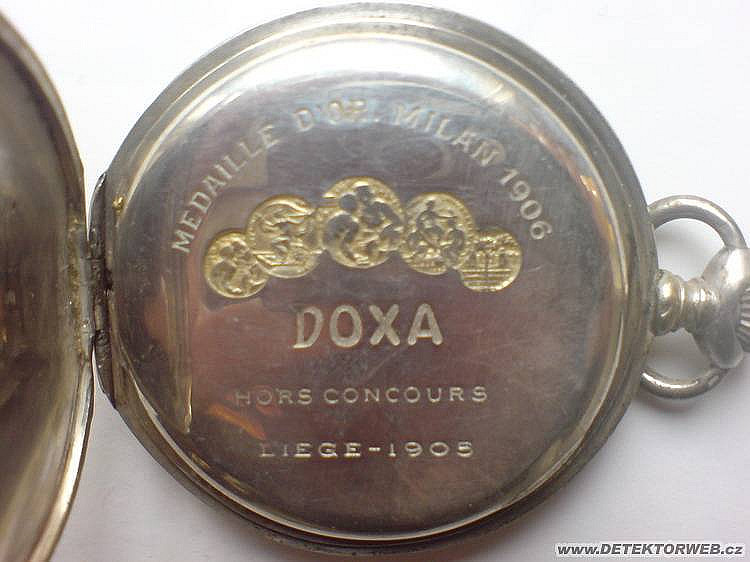 MEDAILLE D'OR. MILAN 1906
DOXA
HORS CONCOURS
LIEGE-1905
www.DETEKTORWEB.cz